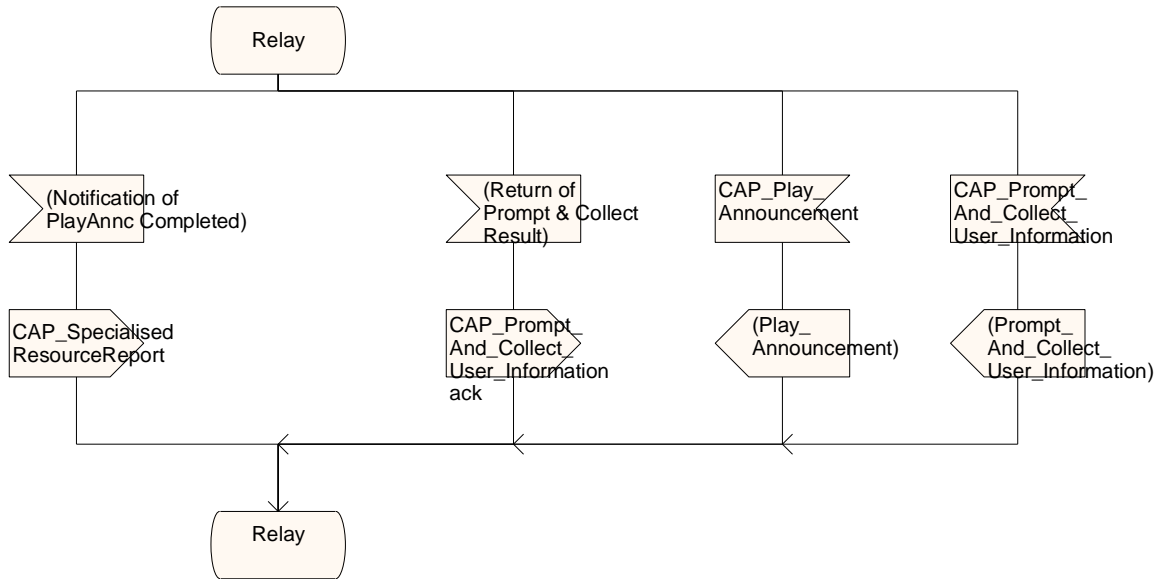 Relay
(Notification of
PlayAnnc Completed)
(Return of
Prompt & Collect
Result)
CAP_Play_
Announcement
CAP_Prompt_
And_Collect_
User_Information
CAP_Specialised
ResourceReport
CAP_Prompt_
And_Collect_
User_Information
ack
(Play_
Announcement)
(Prompt_
And_Collect_
User_Information)
Relay